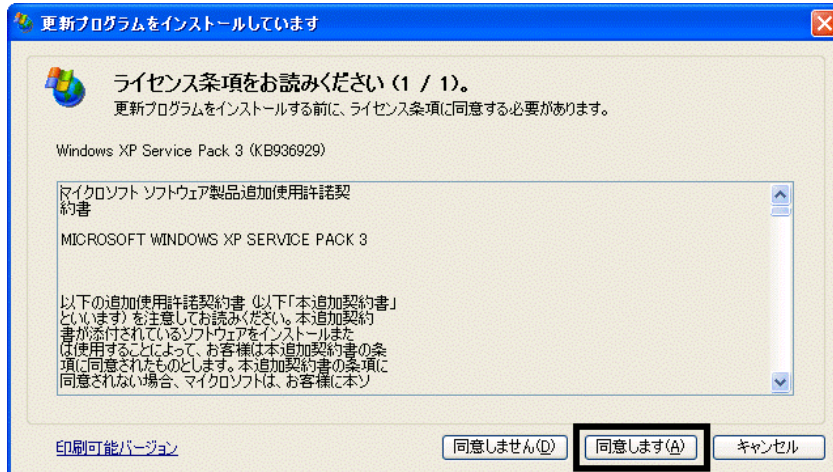 更新プログラムをインストールしています
ライセンス条項をお読みください (1 / 1)。
更新プログラムをインストールする前に、ライセンス条項に同意する必要があります。
Windows XP Service Pack 3 (KB936929)
マイクロソフト ソフトウェア製品追加使用許諾契
約書
MICROSOFT WINDOWS XP SERVICE PACK 3
以下の追加使用許諾契約書 (以下「本追加契約書」
といいます) を注意してお読みください。本追加契約
書が添付されているソフトウェアをインストールまた
は使用することによって、お客様は本追加契約書の条
項に同意されたものとします。本追加契約書の条項に
同意されない場合、マイクロソフトは、お客様に本ソ
印刷可能バージョン
同意しません(D)
同意します(A)
キャンセル